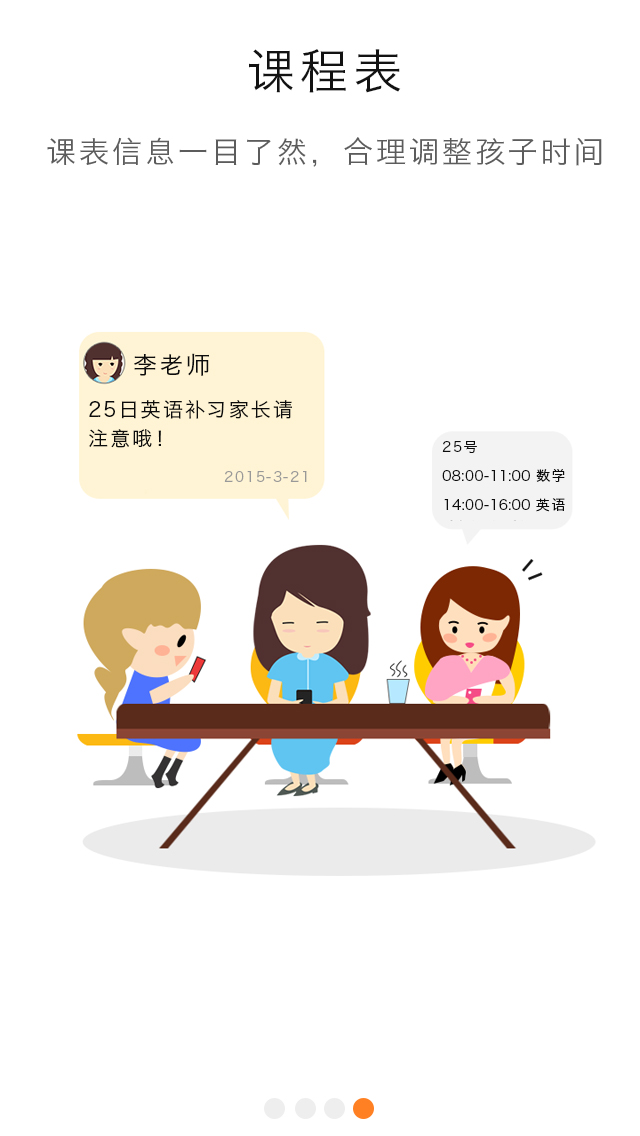 课程表
课表信息一目了然，合理调整孩子时间
李老师
25日英语补习家长请
注意哦！
2015-3-21
25号
08:00-11:00 数学
14:00-16:00 英语